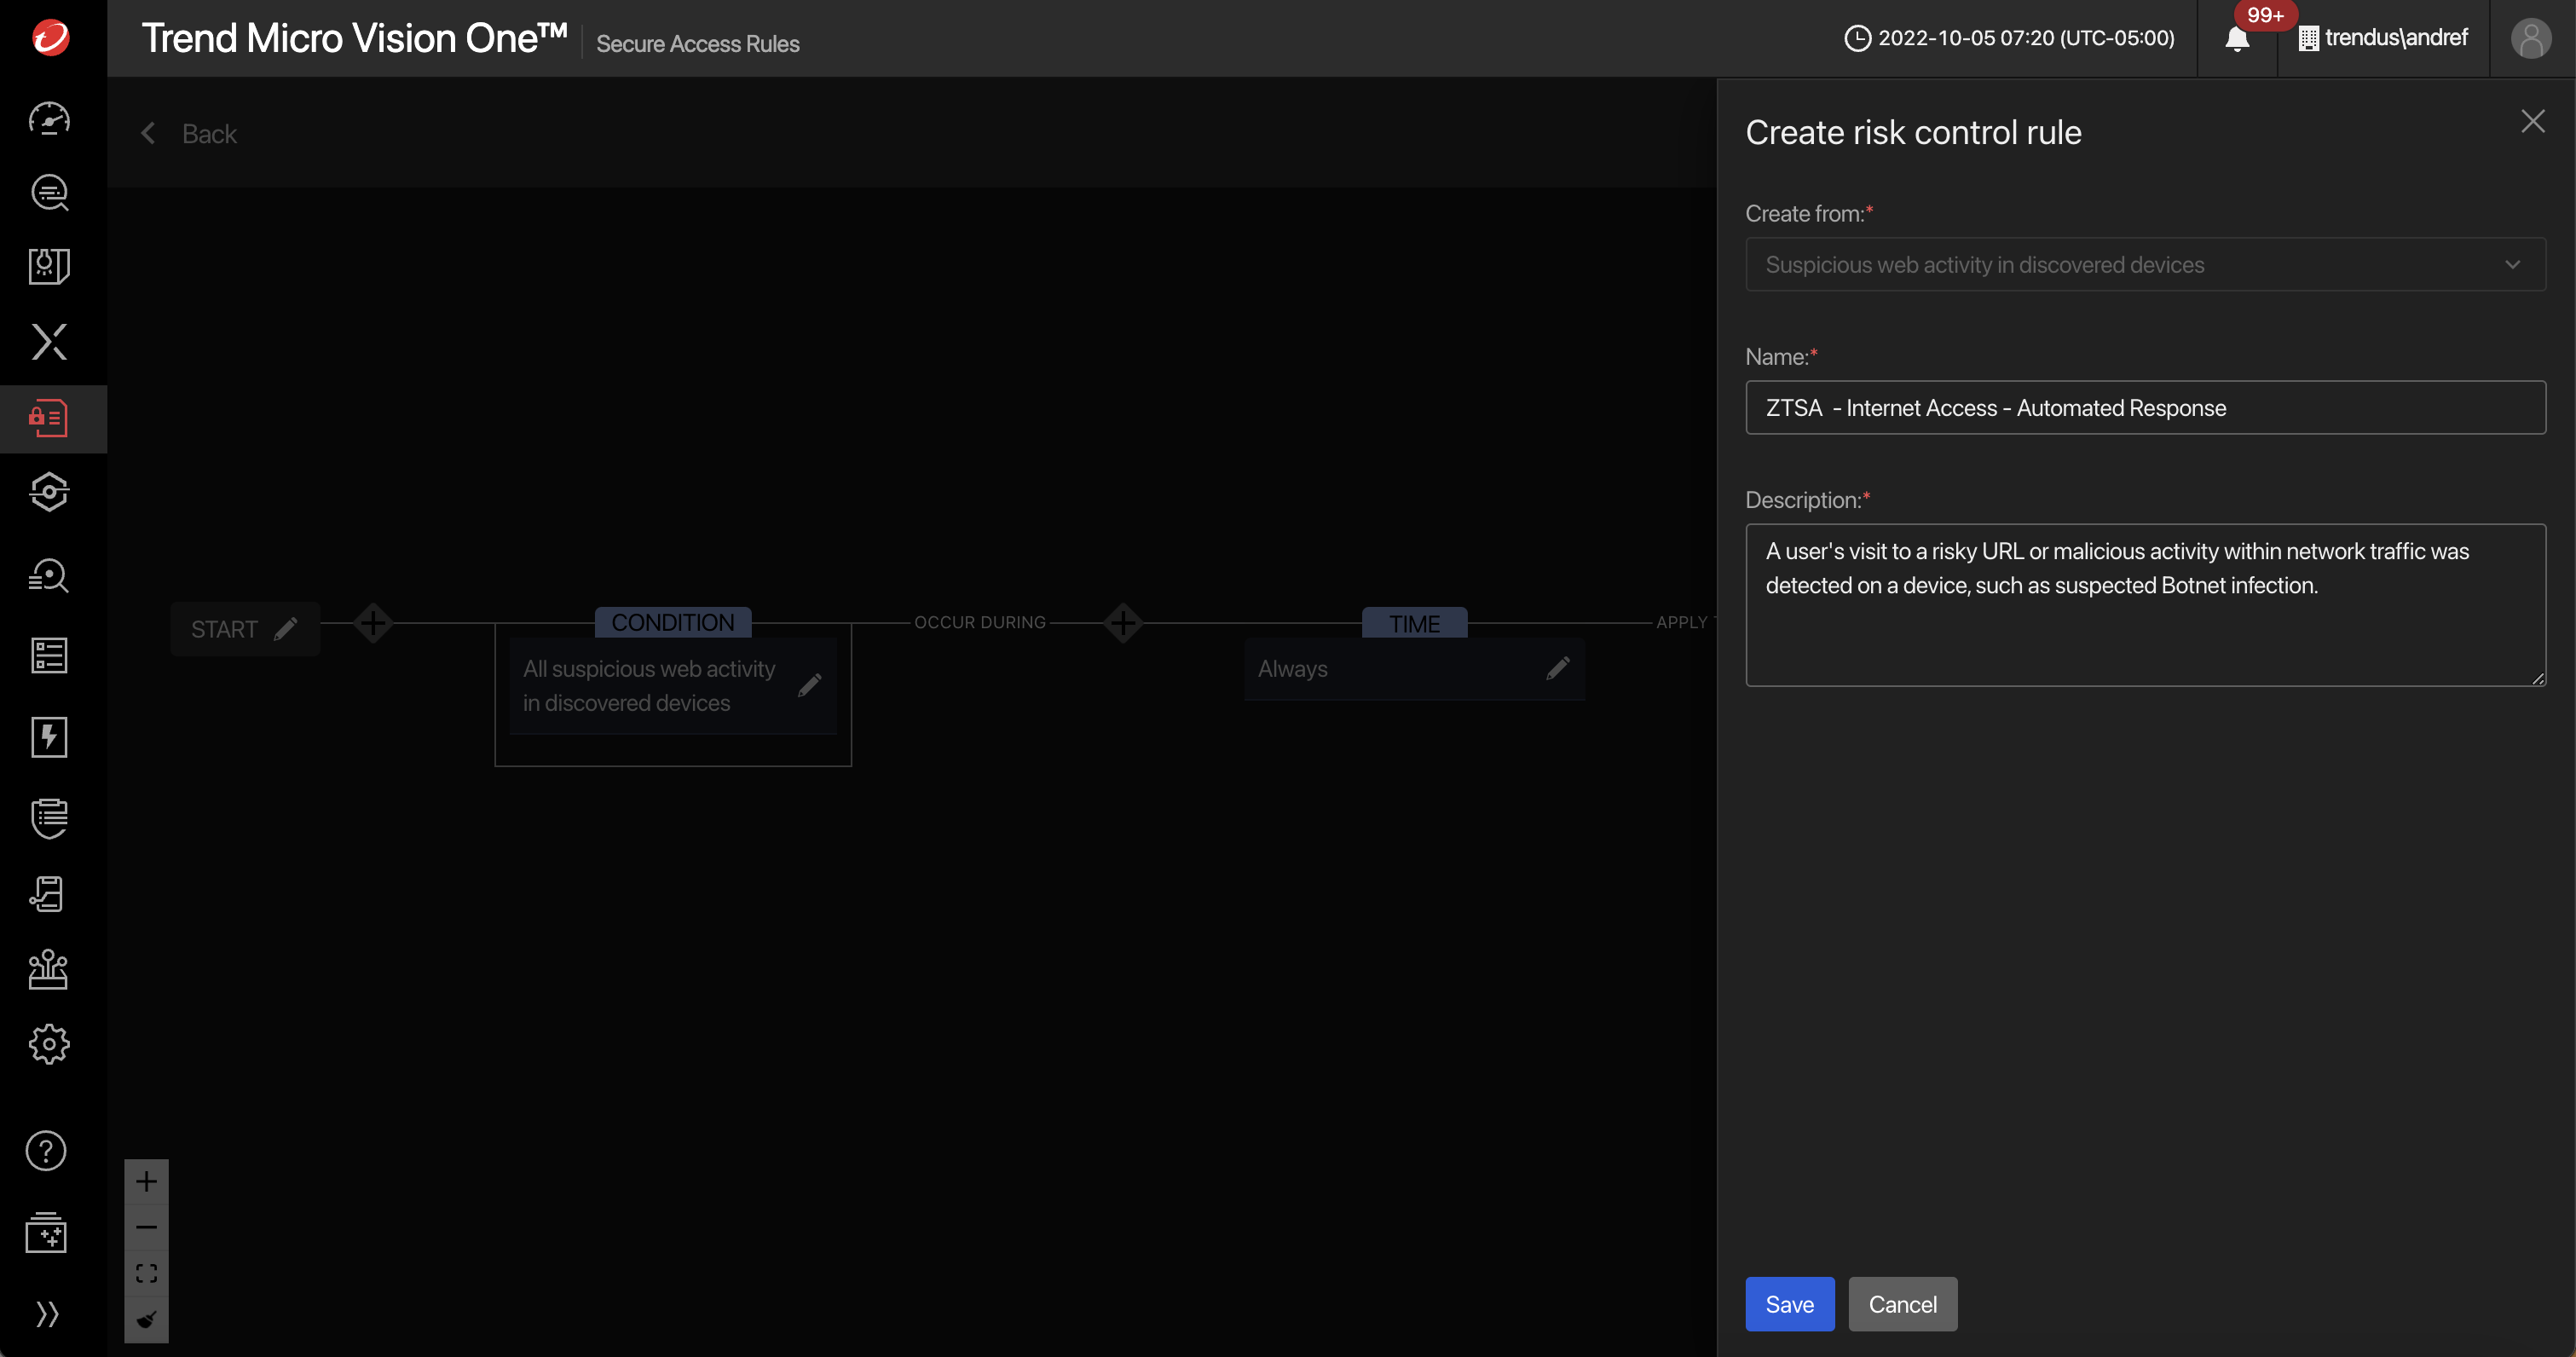 Trend Micro Vision One™ Secure Access Rules
2022-10-05 07:20 (UTC-05:00)
99+
trendus\andref
Back
START
CONDITION
All suspicious web activity
in discovered devices
OCCUR DURING
TIME
Always
APPLY
Create risk control rule
Create from:*
Suspicious web activity in discovered devices
Name:*
ZTSA  - Internet Access - Automated Response
Description:*
A user's visit to a risky URL or malicious activity within network traffic was
detected on a device, such as suspected Botnet infection.
Save
Cancel